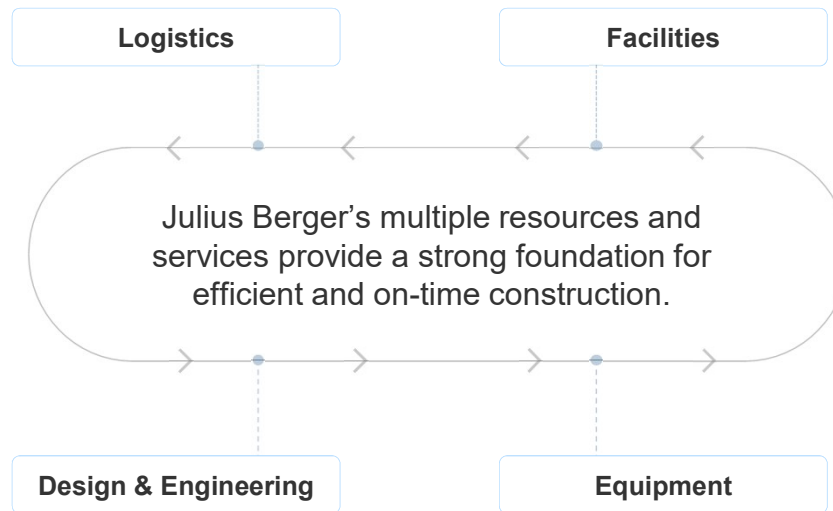 Logistics
Facilities
Julius Berger’s multiple resources and
services provide a strong foundation for
efficient and on-time construction.
Design & Engineering
Equipment